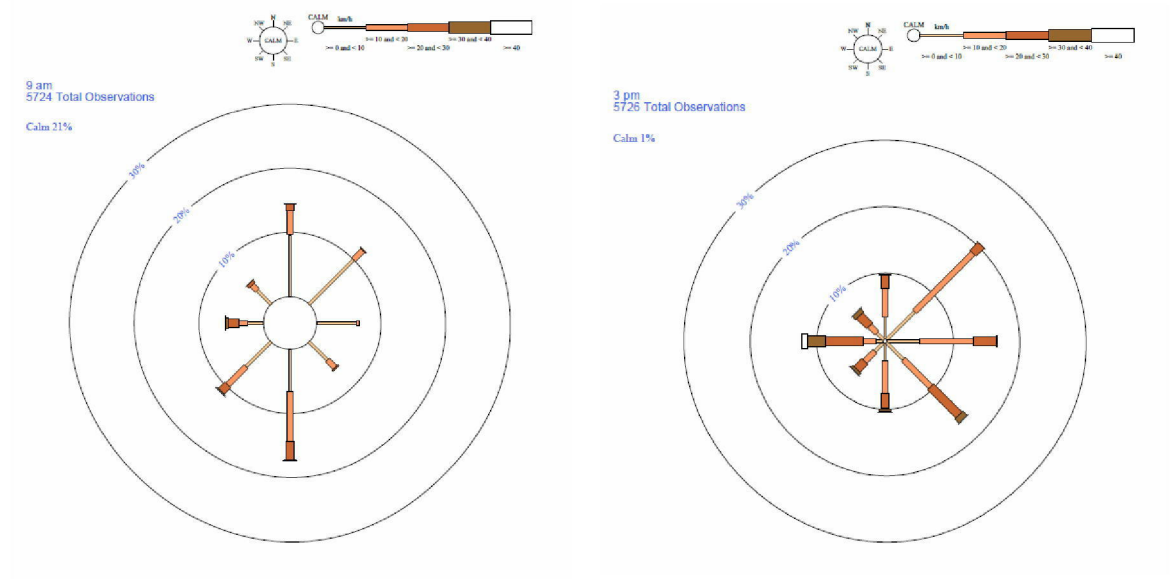 N
NW NE
W CALM E
SW SE
S
CALM km/h
>= 10 and < 20 >= 30 and < 40
>= 0 and < 10 >= 20 and < 30 >= 40
9 am
5724 Total Observations
Calm 21%
30%
20%
10%
N
NW NE
W CALM E
SW SE
S
CALM km/h
>= 10 and < 20 >= 30 and < 40
>= 0 and < 10 >= 20 and < 30 >= 40
3 pm
5726 Total Observations
Calm 1%
30%
20%
10%